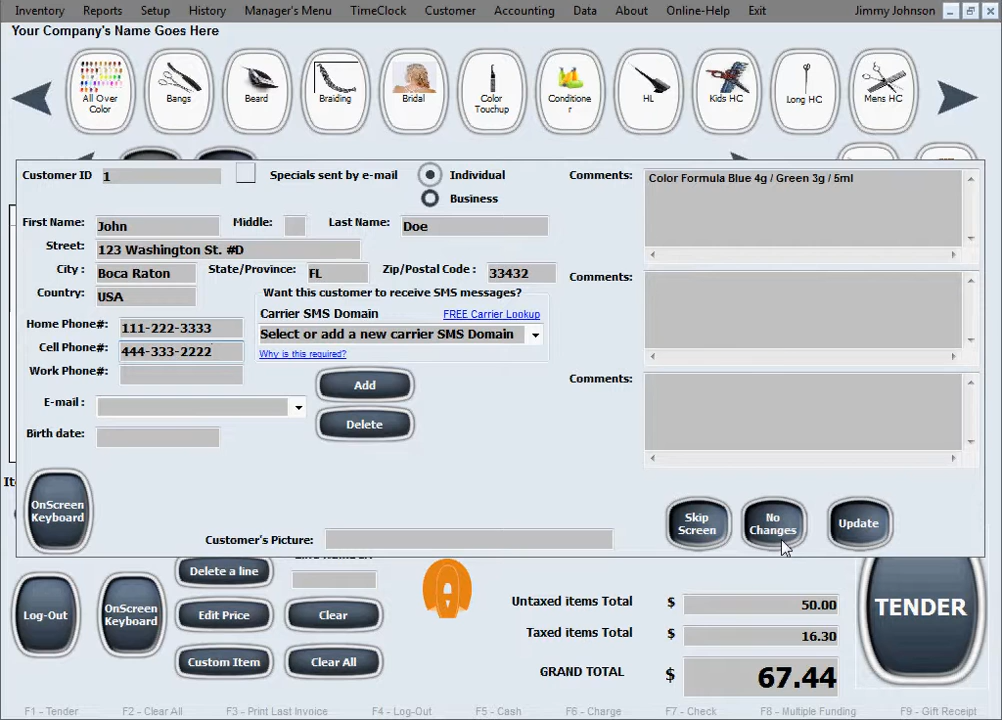 Inventory Reports Setup History Manager's Menu TimeClock Customer Accounting Data About Online-Help Exit Jimmy Johnson
Your Company's Name Goes Here
All Over Color
Bangs
Beard
Braiding
Bridal
Color Touchup
Conditione r
HL
Kids HC
Long HC
Mens HC
Customer ID 1
Specials sent by e-mail
Individual
Business
First Name: John Middle: Last Name: Doe
Street: 123 Washington St. #D
City : Boca Raton State/Province: FL Zip/Postal Code : 33432
Country: USA
Want this customer to receive SMS messages?
Carrier SMS Domain FREE Carrier Lookup
Select or add a new carrier SMS Domain
Why is this required?
Home Phone#: 111-222-3333
Cell Phone#: 444-333-2222
Work Phone#:
E-mail :
Birth date:
Add
Delete
Comments: Color Formula Blue 4g / Green 3g / 5ml
Comments:
Comments:
OnScreen Keyboard
Customer's Picture:
Skip Screen
No Changes
Update
Log-Out
OnScreen Keyboard
Delete a line
Edit Price
Custom Item
Clear
Clear All
Untaxed items Total $ 50.00
Taxed items Total $ 16.30
GRAND TOTAL $ 67.44
TENDER
F1 - Tender F2 - Clear All F3 - Print Last Invoice F4 - Log-Out F5 - Cash F6 - Charge F7 - Check F8 - Multiple Funding F9 - Gift Receipt